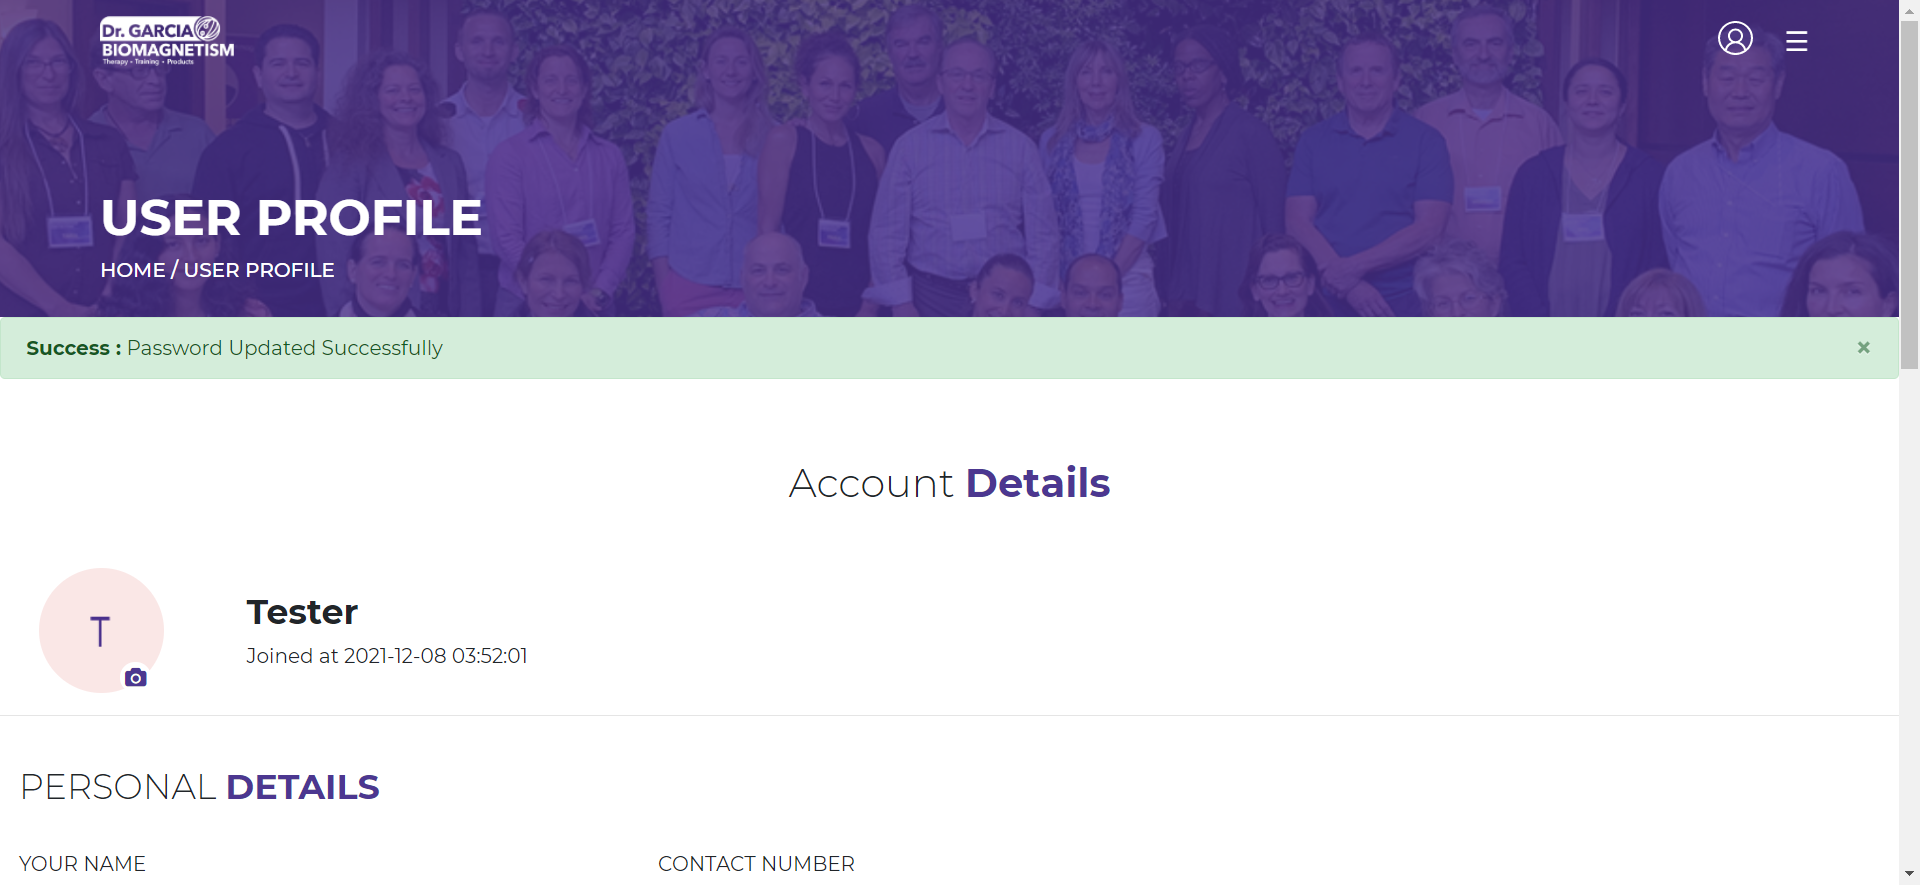 Dr. GARCIA
BIOMAGNETISM
Therapy • Training • Products
USER PROFILE
HOME / USER PROFILE
Success : Password Updated Successfully
×
Account Details
T
Tester
Joined at 2021-12-08 03:52:01
PERSONAL DETAILS
YOUR NAME
CONTACT NUMBER